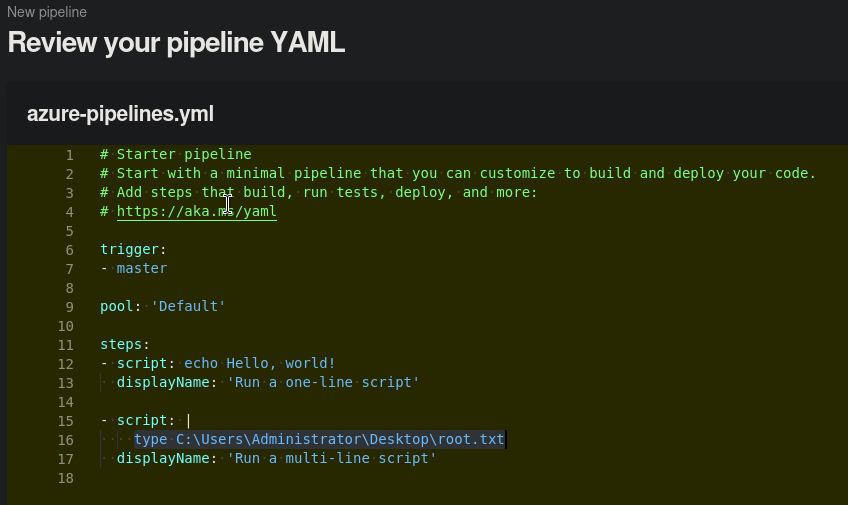 New pipeline
Review your pipeline YAML
azure-pipelines.yml
1 # Starter pipeline
2 # Start with a minimal pipeline that you can customize to build and deploy your code.
3 # Add steps that build, run tests, deploy, and more:
4 # https://aka.ms/yaml
5
6 trigger:
7 - master
8
9 pool: 'Default'
10
11 steps:
12 - script: echo Hello, world!
13   displayName: 'Run a one-line script'
14
15 - script: |
16     type C:\Users\Administrator\Desktop\root.txt
17   displayName: 'Run a multi-line script'
18